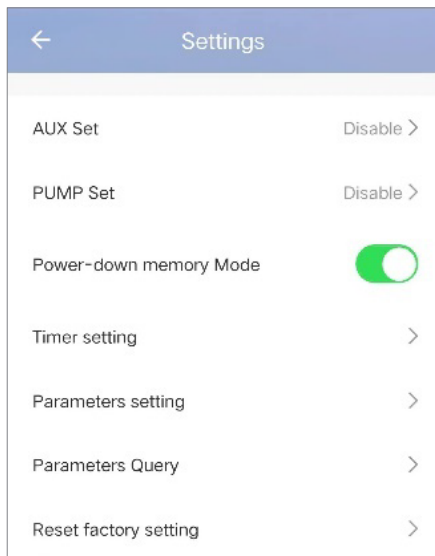 Settings
AUX Set Disable
PUMP Set Disable
Power-down memory Mode
Timer setting
Parameters setting
Parameters Query
Reset factory setting